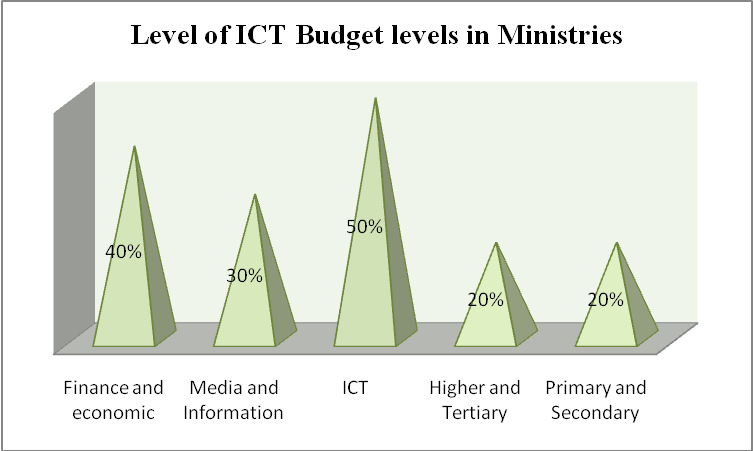 Level of ICT Budget levels in Ministries
50%
40%
30%
20%
20%
Finance and economic
Media and Information
ICT
Higher and Tertiary
Primary and Secondary